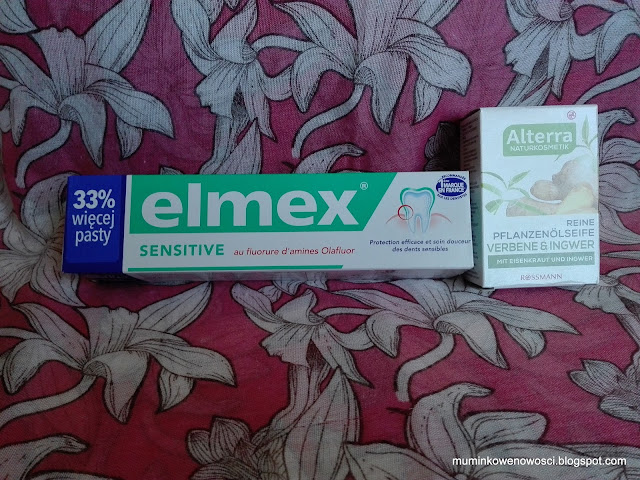 33%
więcej
pasty
elmex®
SENSITIVE au fluorure d'amines Olafluor
MARQUE
EN FRANCE
Protection efficace et soin douceur
des dents sensibles
Alterra
NATURKOSMETIK
REINE
PFLANZENÖLSEIFE
VERBENE & INGWER
MIT EISENKRAUT UND INGWER
ROSSMANN
muminkowenowosci.blogspot.com